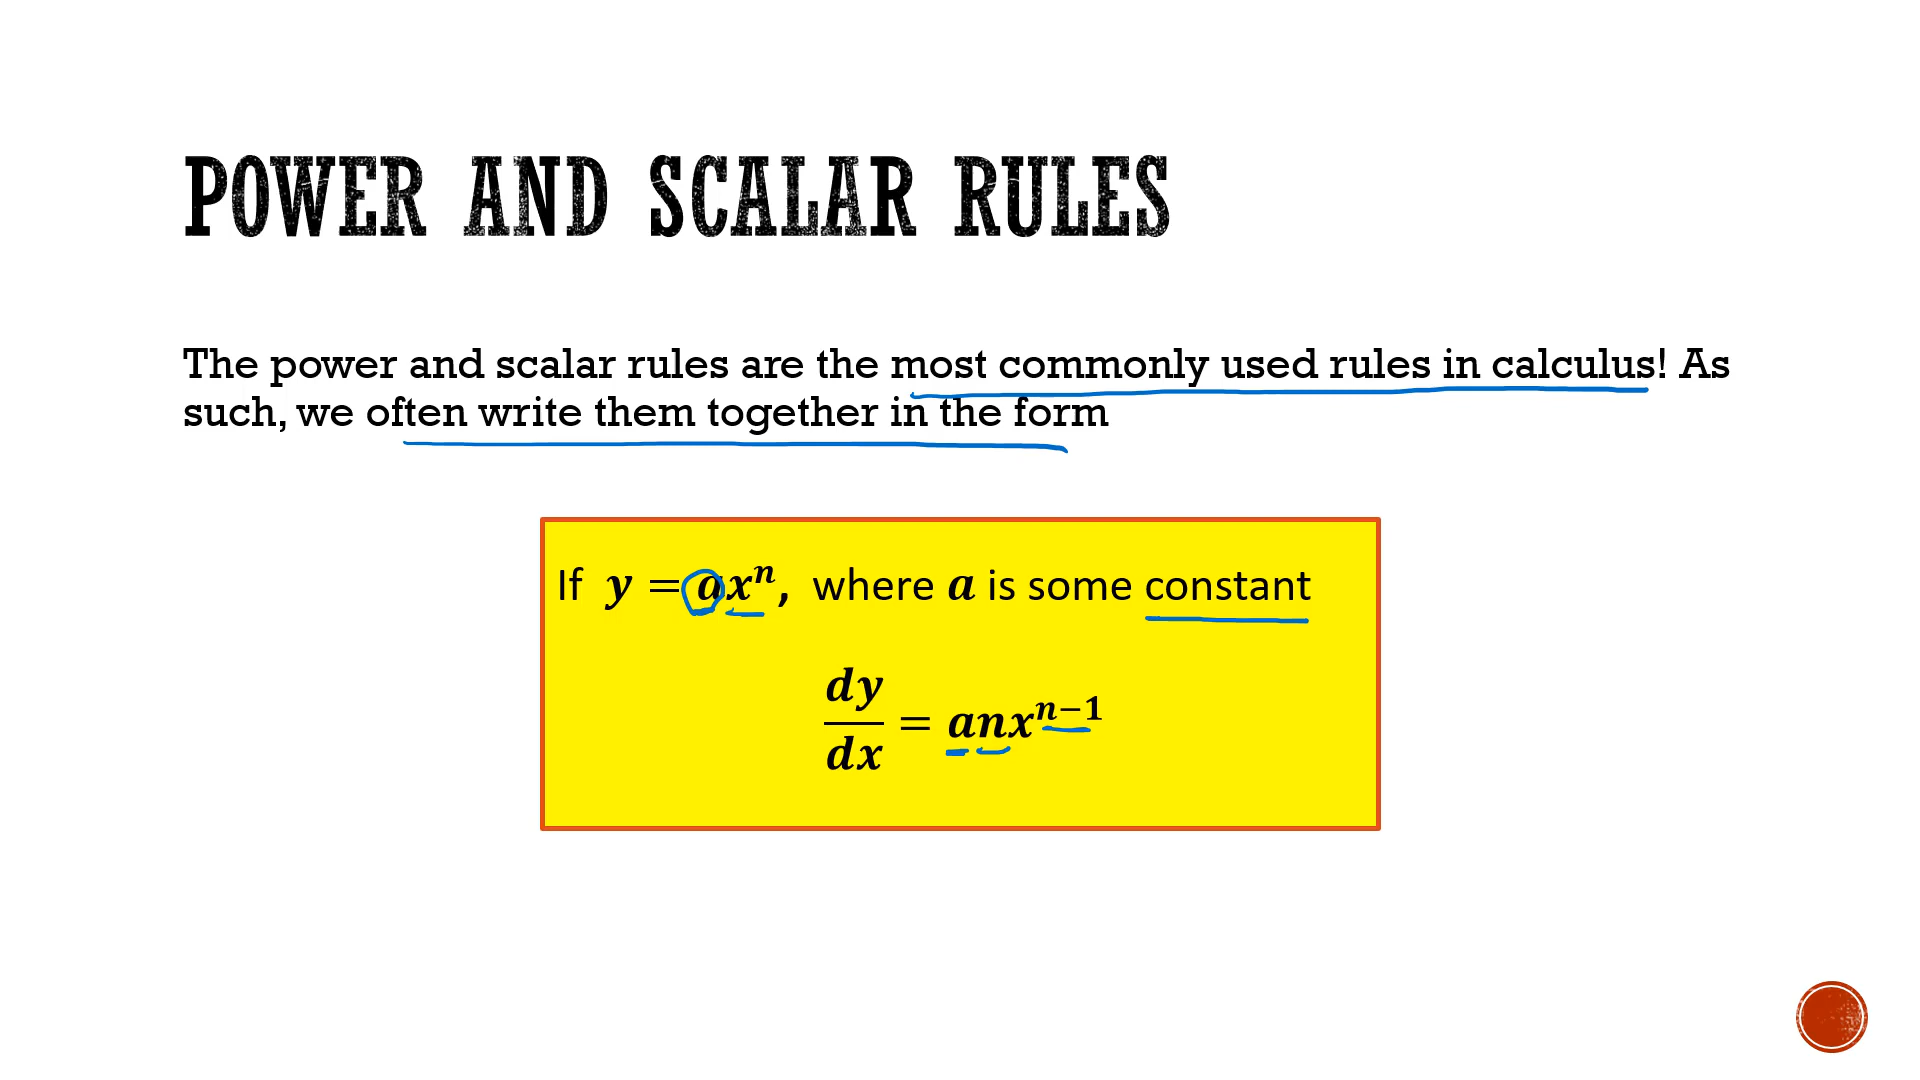 POWER AND SCALAR RULES
The power and scalar rules are the most commonly used rules in calculus! As
such, we often write them together in the form
If y = axⁿ, where a is some constant
dy/dx = anxⁿ⁻¹